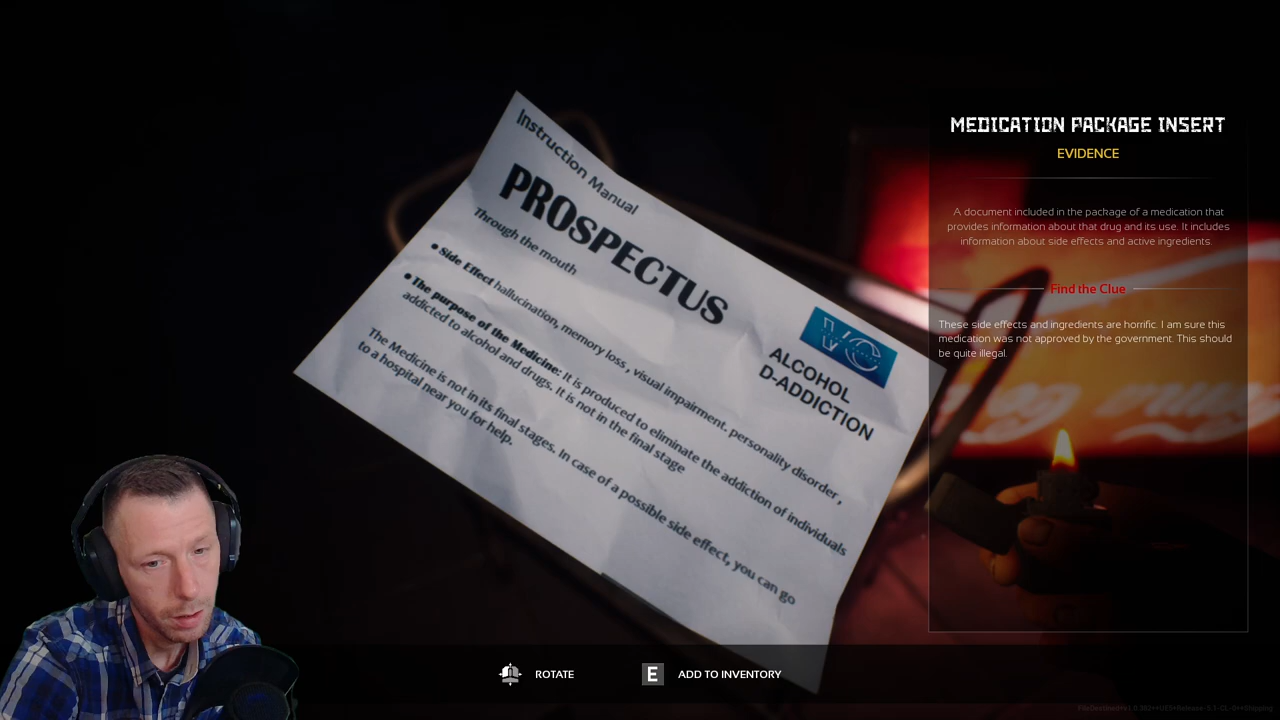 Instruction Manual
PROSPECTUS
Through the mouth
• Side Effect hallucination, memory loss , visual impairment. personality disorder ,
• The purpose of the Medicine: It is produced to eliminate the addiction of individuals
addicted to alcohol and drugs. It is not in the final stage
The Medicine is not in its final stages. In case of a possible side effect, you can go
to a hospital near you for help.
ALCOHOL
D-ADDICTION
MEDICATION PACKAGE INSERT
EVIDENCE
A document included in the package of a medication that
provides information about that drug and its use. It includes
information about side effects and active ingredients.
Find the Clue
These side effects and ingredients are horrific. I am sure this
medication was not approved by the government. This should
be quite illegal.
ROTATE
E ADD TO INVENTORY